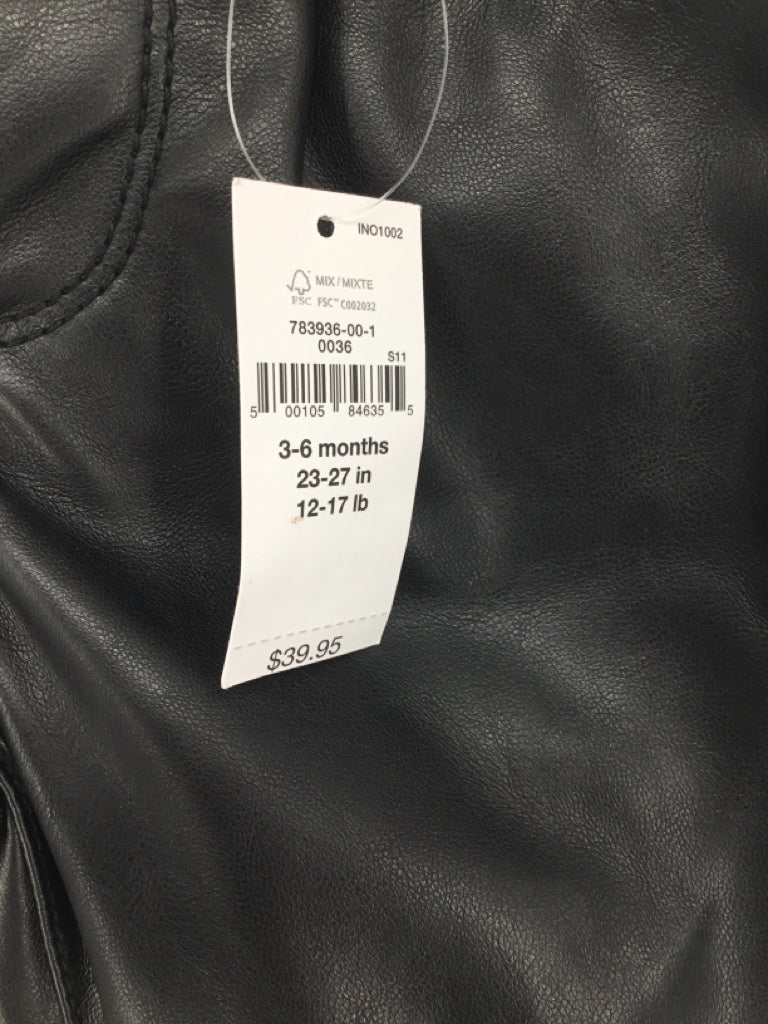 INO1002
MIX / MIXTE
FSC FSC™ C002032
783936-00-1
0036
S11
5 00105 84635 5
3-6 months
23-27 in
12-17 lb
$39.95